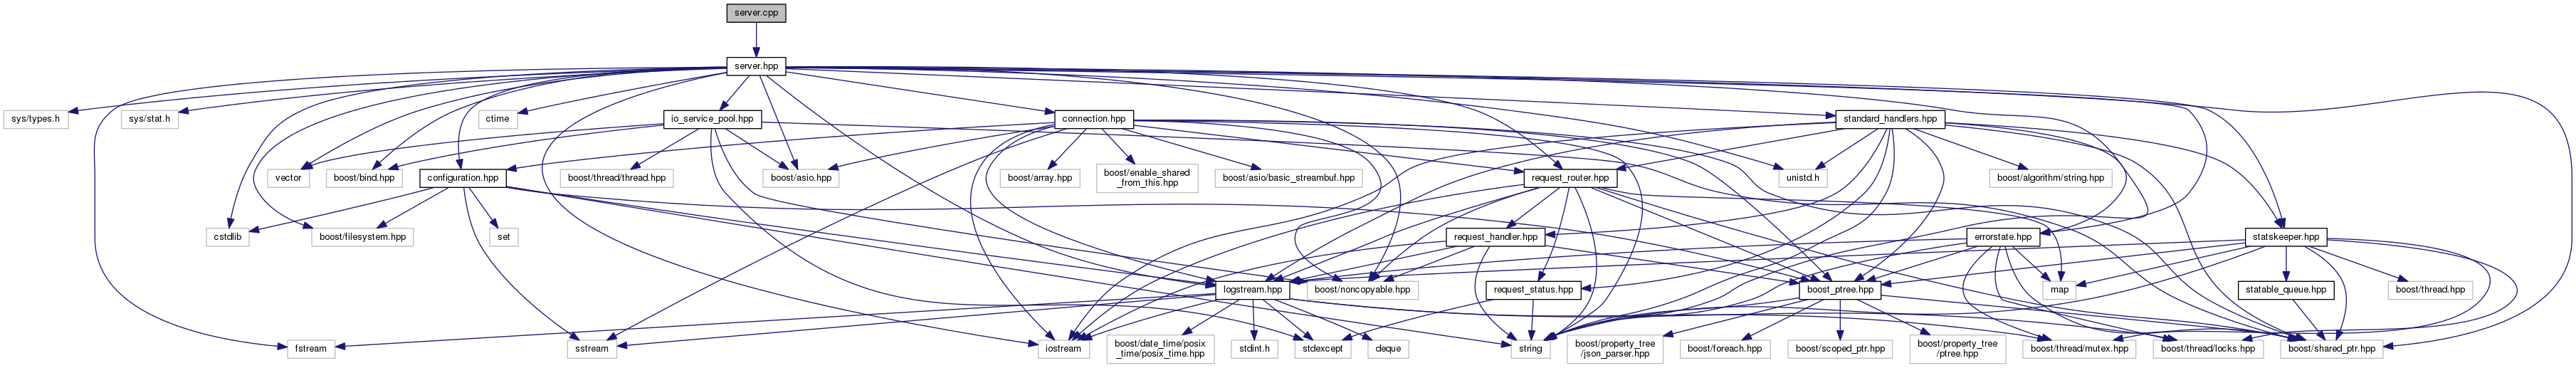 server.cpp
server.hpp
sys/types.h
sys/stat.h
ctime
io_service_pool.hpp
connection.hpp
standard_handlers.hpp
vector
boost/bind.hpp
configuration.hpp
boost/thread/thread.hpp
boost/asio.hpp
boost/array.hpp
boost/enable_shared
_from_this.hpp
boost/asio/basic_streambuf.hpp
request_router.hpp
unistd.h
boost/algorithm/string.hpp
cstdlib
boost/filesystem.hpp
set
request_handler.hpp
errorstate.hpp
statskeeper.hpp
logstream.hpp
boost/noncopyable.hpp
request_status.hpp
boost_ptree.hpp
map
statable_queue.hpp
boost/thread.hpp
fstream
sstream
iostream
boost/date_time/posix
_time/posix_time.hpp
stdint.h
stdexcept
deque
string
boost/property_tree
/json_parser.hpp
boost/foreach.hpp
boost/scoped_ptr.hpp
boost/property_tree
/ptree.hpp
boost/thread/mutex.hpp
boost/thread/locks.hpp
boost/shared_ptr.hpp